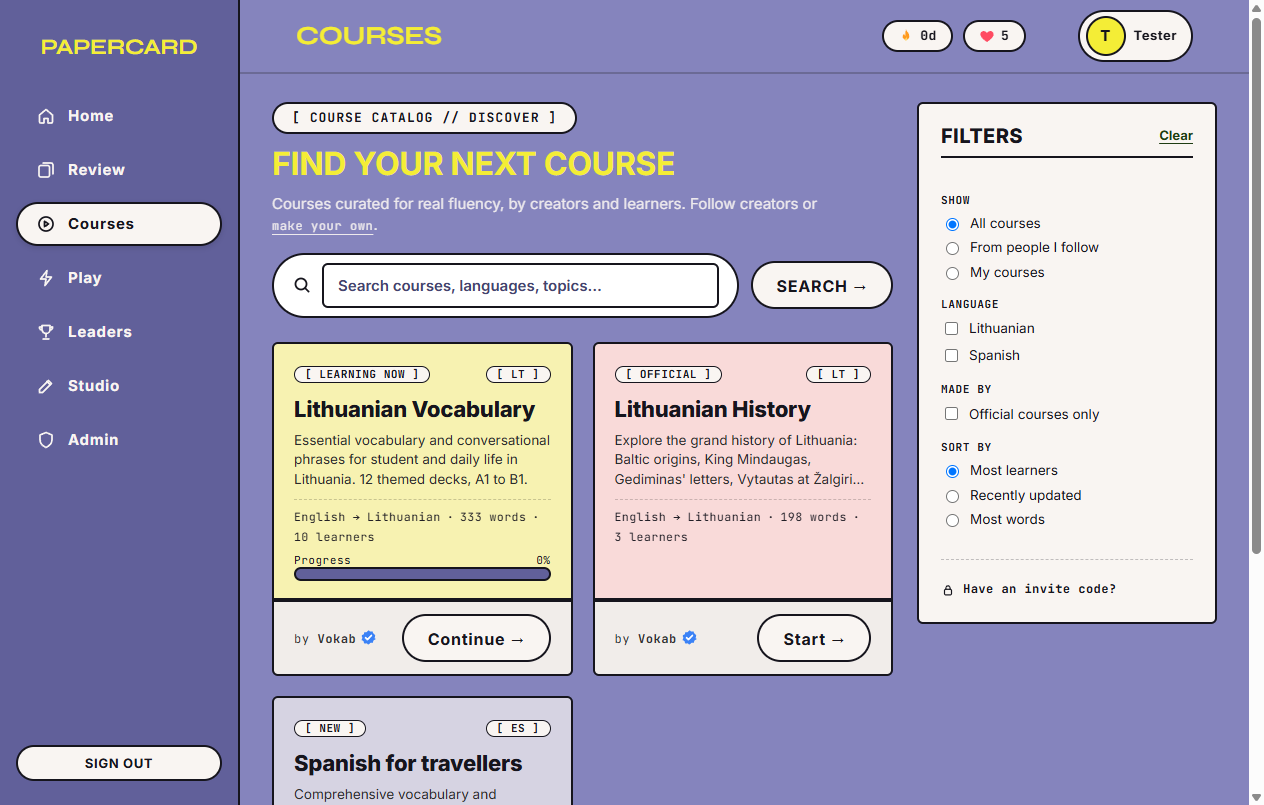 PAPERCARD
Home
Review
Courses
Play
Leaders
Studio
Admin
SIGN OUT
COURSES
0d
5
T
Tester
[ COURSE CATALOG // DISCOVER ]
FIND YOUR NEXT COURSE
Courses curated for real fluency, by creators and learners. Follow creators or
make your own.
Search courses, languages, topics...
SEARCH →
[ LEARNING NOW ]
[ LT ]
Lithuanian Vocabulary
Essential vocabulary and conversational
phrases for student and daily life in
Lithuania. 12 themed decks, A1 to B1.
English → Lithuanian · 333 words ·
10 learners
Progress
0%
by Vokab
Continue →
[ OFFICIAL ]
[ LT ]
Lithuanian History
Explore the grand history of Lithuania:
Baltic origins, King Mindaugas,
Gediminas' letters, Vytautas at Žalgiri...
English → Lithuanian · 198 words ·
3 learners
by Vokab
Start →
[ NEW ]
[ ES ]
Spanish for travellers
Comprehensive vocabulary and
FILTERS
Clear
SHOW
All courses
From people I follow
My courses
LANGUAGE
Lithuanian
Spanish
MADE BY
Official courses only
SORT BY
Most learners
Recently updated
Most words
Have an invite code?